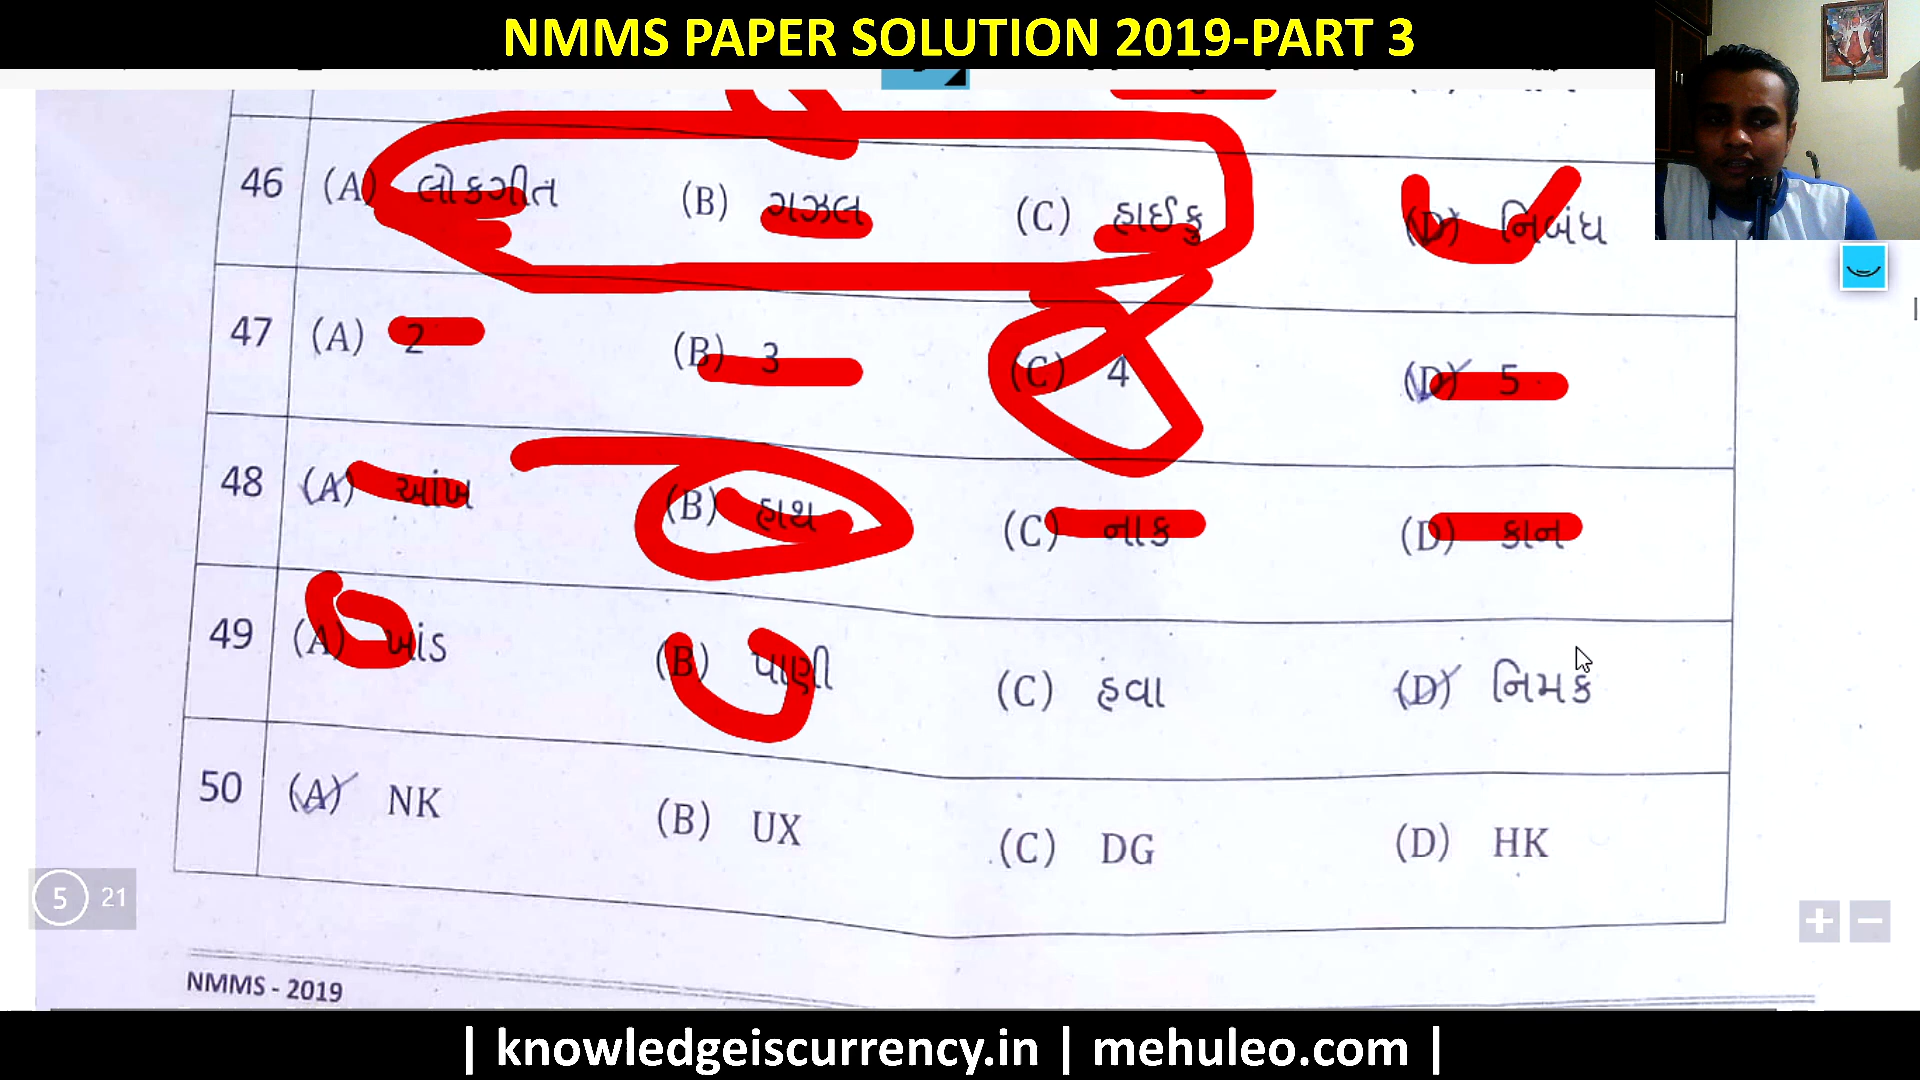 NMMS PAPER SOLUTION 2019-PART 3
46 (A) લોકગીત (B) ગઝલ (C) હાઈકુ (D) નિબંધ
47 (A) 2 (B) 3 (C) 4 (D) 5
48 (A) આંખ (B) હાથ (C) નાક (D) કાન
49 (A) ખાંડ (B) પાણી (C) હવા (D) નિમક
50 (A) NK (B) UX (C) DG (D) HK
5 21
NMMS - 2019
| knowledgeiscurrency.in | mehuleo.com |